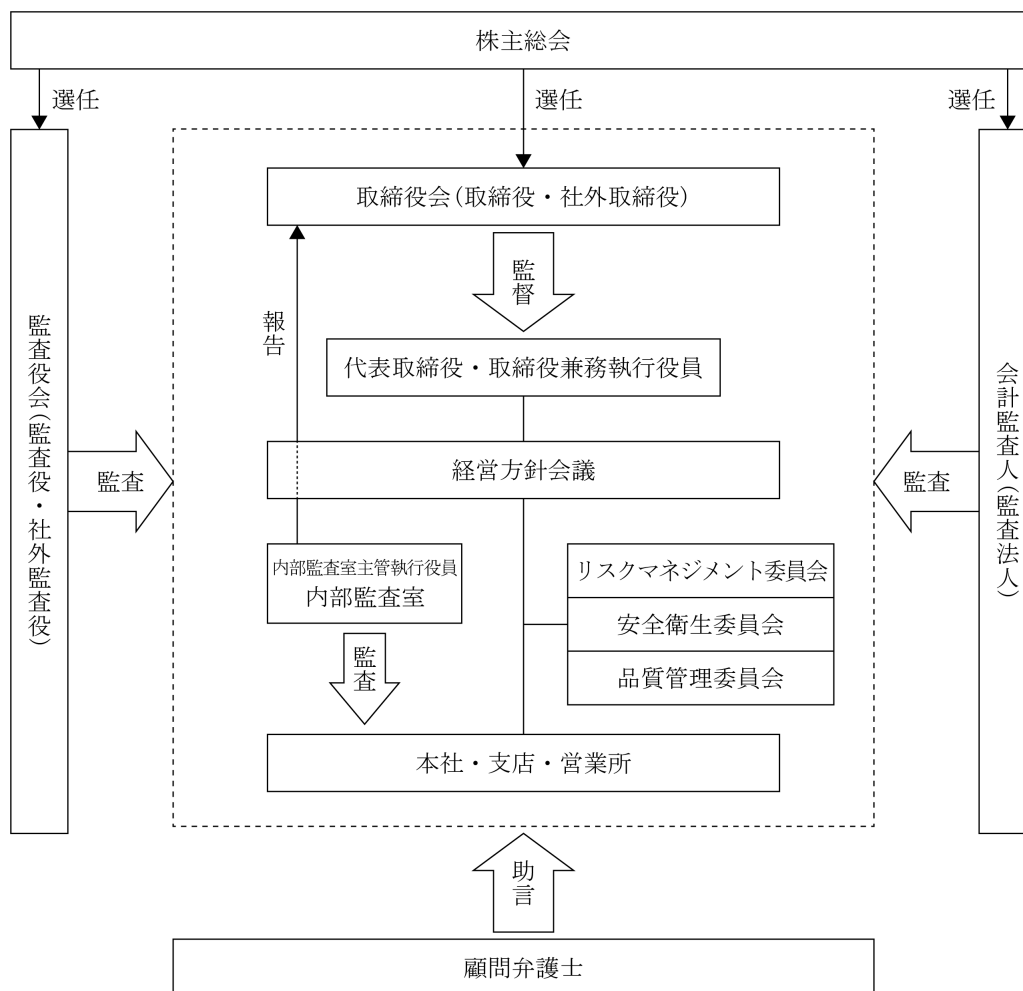 株主総会
選任
選任
選任
取締役会(取締役・社外取締役)
監督
報告
代表取締役・取締役兼務執行役員
監査役会(監査役・社外監査役)
会計監査人(監査法人)
経営方針会議
監査
監査
内部監査室主管執行役員
内部監査室
リスクマネジメント委員会
安全衛生委員会
品質管理委員会
監査
本社・支店・営業所
助言
顧問弁護士